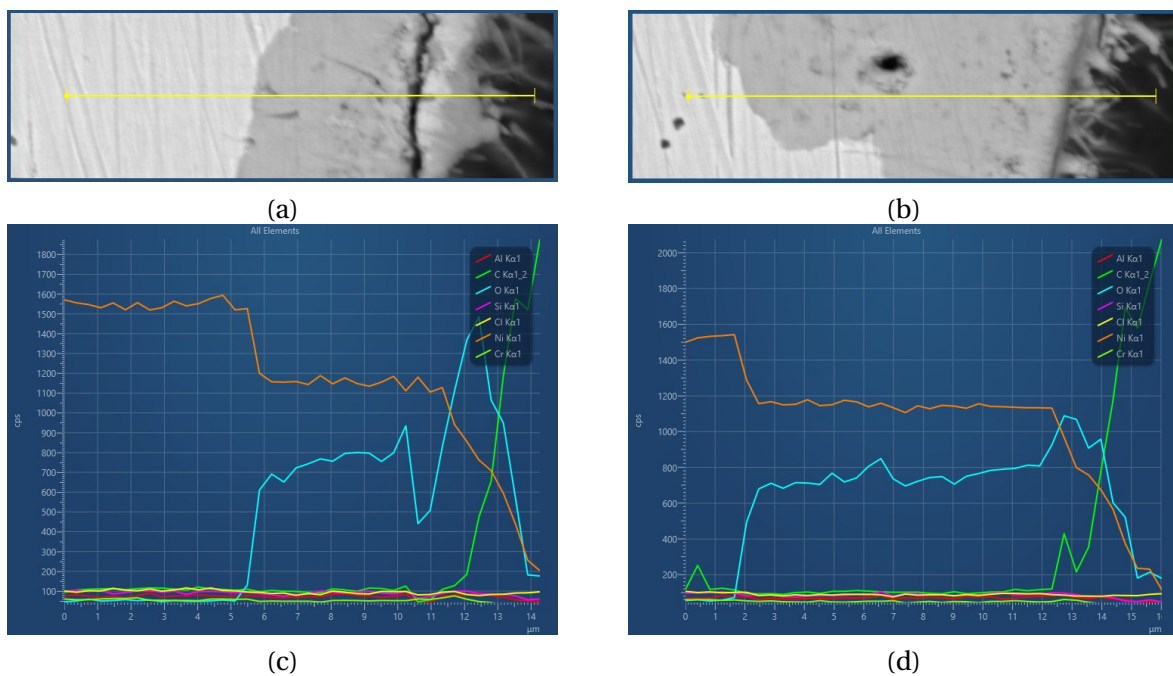 (a)
(b)
All Elements
1800
1700
1600
1500
1400
1300
1200
1100
1000
900
800
700
600
500
400
300
200
100
cps
0
1
2
3
4
5
6
7
8
9
10
11
12
13
14
µm
Al Kα1
C Kα1_2
O Kα1
Si Kα1
Cl Kα1
Ni Kα1
Cr Kα1
All Elements
2000
1800
1600
1400
1200
1000
800
600
400
200
cps
0
1
2
3
4
5
6
7
8
9
10
11
12
13
14
15
µm
Al Kα1
C Kα1_2
O Kα1
Si Kα1
Cl Kα1
Ni Kα1
Cr Kα1
(c)
(d)